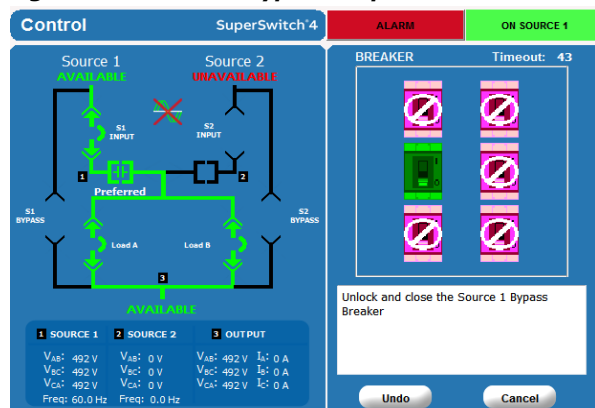 Control
SuperSwitch®4
ALARM
ON SOURCE 1
Source 1
AVAILABLE
Source 2
UNAVAILABLE
S1
INPUT
S2
INPUT
1
2
Preferred
S1
BYPASS
S2
BYPASS
Load A
Load B
3
AVAILABLE
1 SOURCE 1
VAB: 492 V
VBC: 492 V
VCA: 492 V
Freq: 60.0 Hz
2 SOURCE 2
VAB: 0 V
VBC: 0 V
VCA: 0 V
Freq: 0.0 Hz
3 OUTPUT
VAB: 492 V IA: 0 A
VBC: 492 V IB: 0 A
VCA: 492 V IC: 0 A
BREAKER
Timeout: 43
Unlock and close the Source 1 Bypass
Breaker
Undo
Cancel